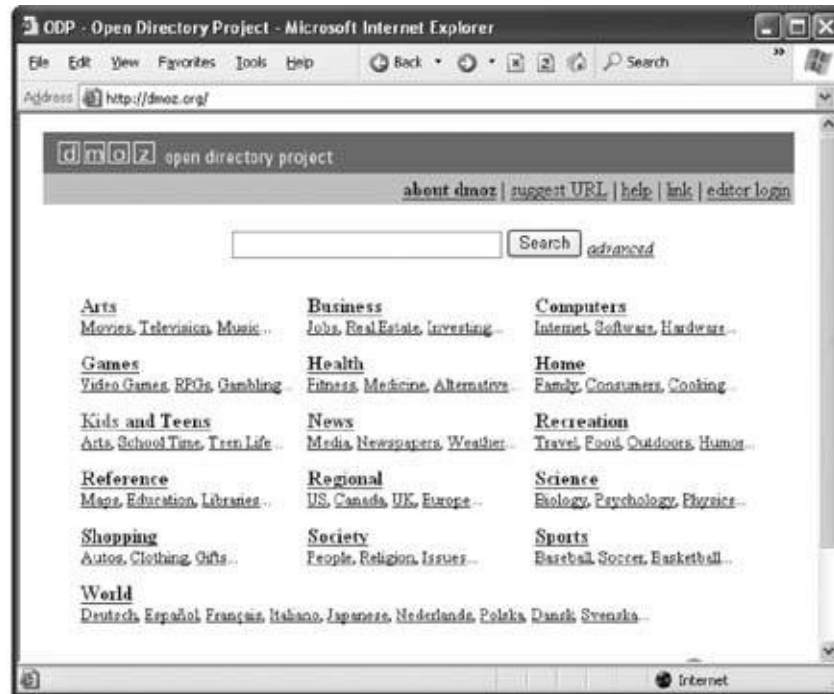 ODP - Open Directory Project - Microsoft Internet Explorer
File Edit View Favorites Tools Help Back Search »
Address http://dmoz.org/
dmoz open directory project
about dmoz | suggest URL | help | link | editor login
Search advanced
Arts Business Computers
Movies, Television, Music... Jobs, Real Estate, Investing... Internet, Software, Hardware...
Games Health Home
Video Games, RPGs, Gambling... Fitness, Medicine, Alternative... Family, Consumers, Cooking...
Kids and Teens News Recreation
Arts, School Time, Teen Life... Media, Newspapers, Weather... Travel, Food, Outdoors, Humor...
Reference Regional Science
Maps, Education, Libraries... US, Canada, UK, Europe... Biology, Psychology, Physics...
Shopping Society Sports
Autos, Clothing, Gifts... People, Religion, Issues... Baseball, Soccer, Basketball...
World
Deutsch, Español, Français, Italiano, Japanese, Nederlands, Polska, Dansk, Svenska...
Internet